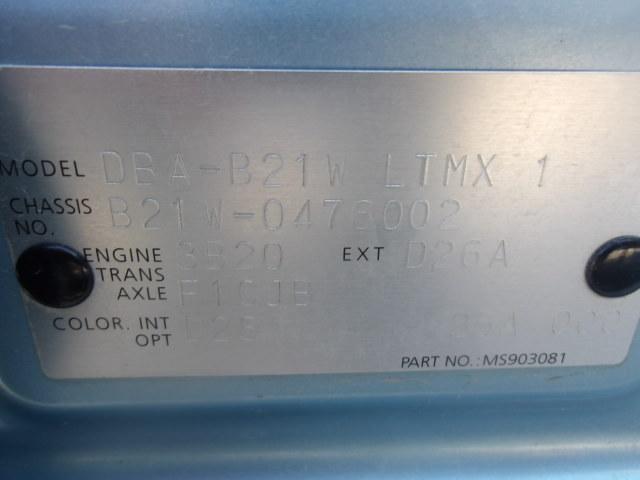 MODEL DBA-B21W LTMX 1
CHASSIS NO. B21W-0476002
ENGINE 3B20 EXT D26A
TRANS AXLE F1CJB
COLOR. INT OPT
PART NO.: MS903081